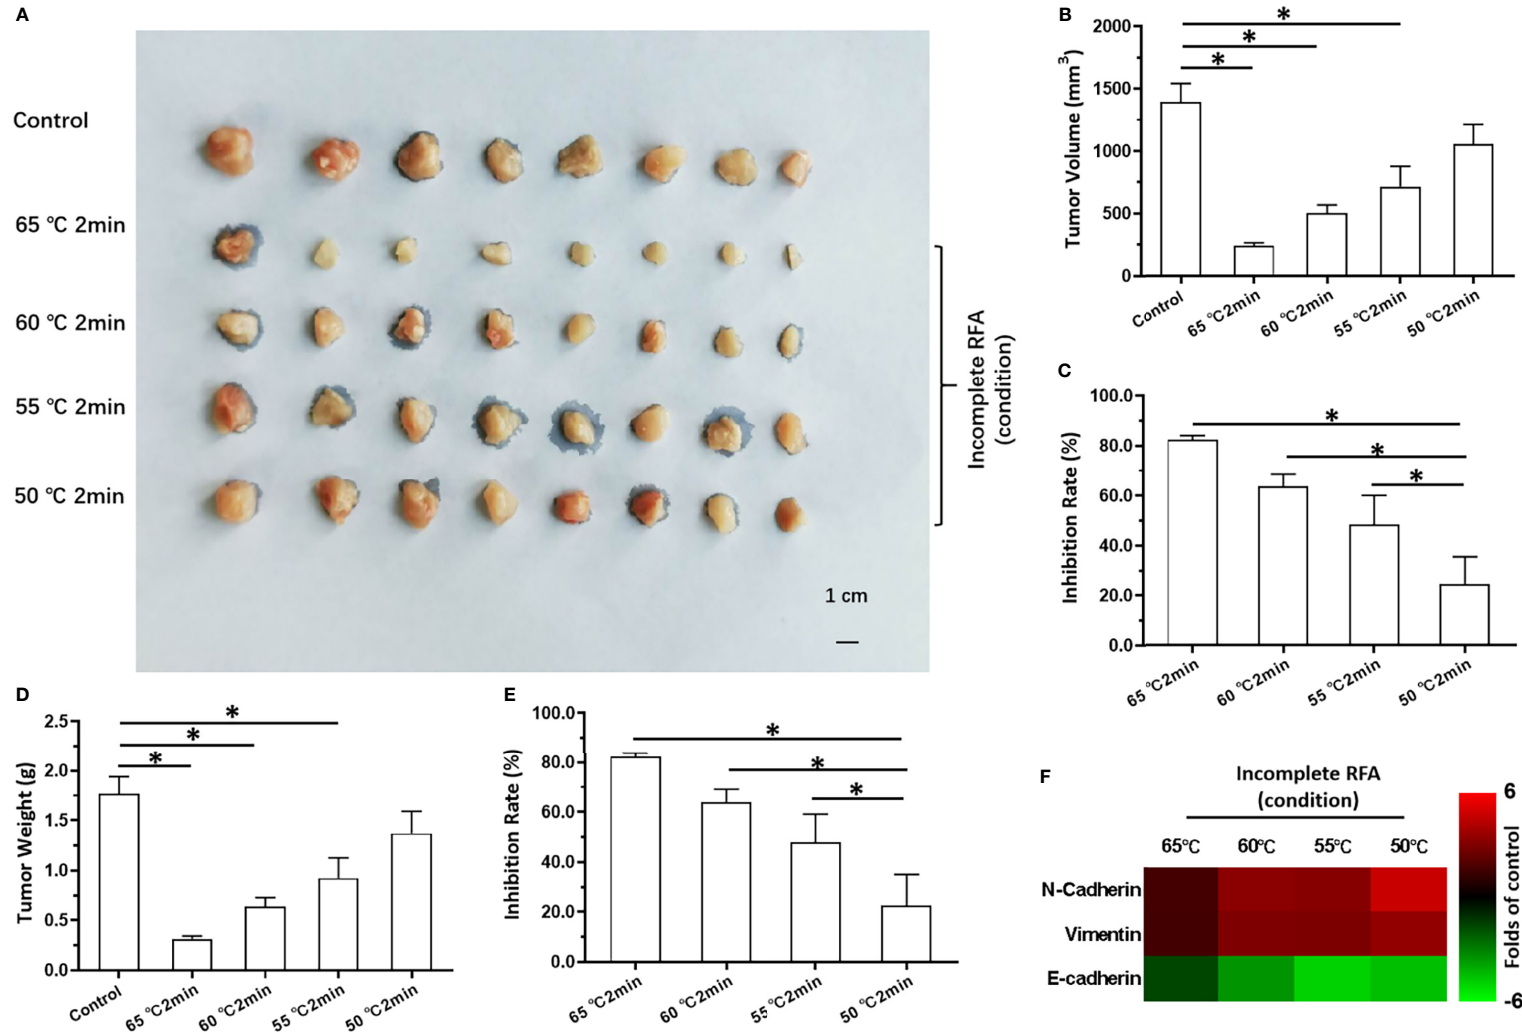 A
Control
65 ℃ 2min
60 ℃ 2min
55 ℃ 2min
50 ℃ 2min
Incomplete RFA
(condition)
1 cm
B
Tumor Volume (mm3)
2000
1500
1000
500
0
* 
*
*
Control
65 ℃2min
60 ℃2min
55 ℃2min
50 ℃2min
C
Inhibition Rate (%)
100.0
80.0
60.0
40.0
20.0
0.0
*
*
*
65 ℃2min
60 ℃2min
55 ℃2min
50 ℃2min
D
Tumor Weight (g)
2.5
2.0
1.5
1.0
0.5
0.0
*
*
*
Control
65 ℃2min
60 ℃2min
55 ℃2min
50 ℃2min
E
Inhibition Rate (%)
100.0
80.0
60.0
40.0
20.0
0.0
*
*
*
65 ℃2min
60 ℃2min
55 ℃2min
50 ℃2min
F
Incomplete RFA
(condition)
65℃ 60℃ 55℃ 50℃
N-Cadherin
Vimentin
E-cadherin
6
Folds of control
-6